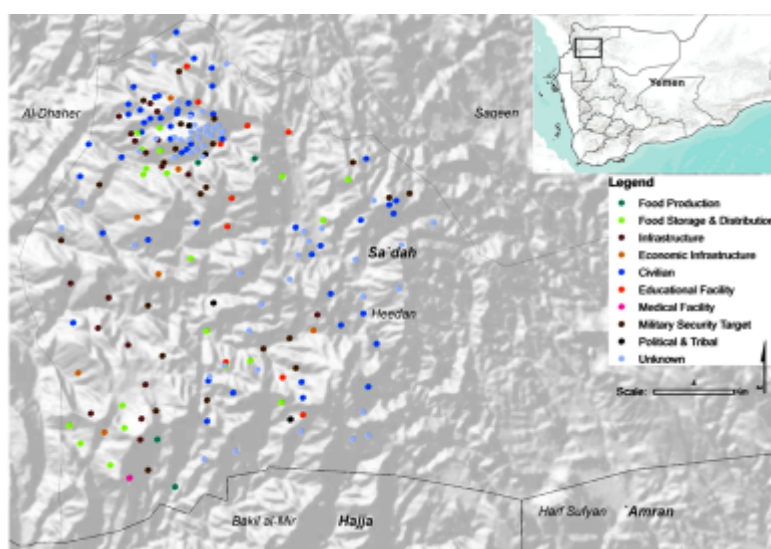 Yemen
Al-Dhaher
Saqeen
Legend
Food Production
Food Storage & Distribution
Infrastructure
Economic Infrastructure
Civilian
Educational Facility
Medical Facility
Military Security Target
Political & Tribal
Unknown
Sa`dah
Heedan
Scale:
Bakil al-Mir
Hajja
Harf Sufyan
`Amran